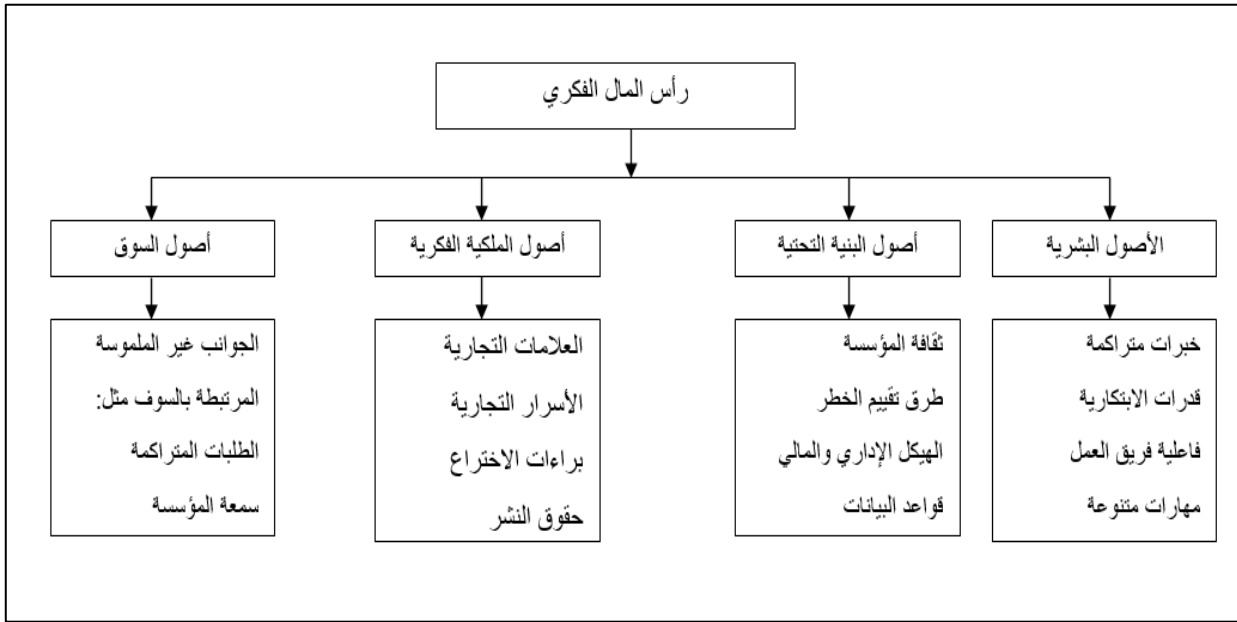 رأس المال الفكري
الأصول البشرية
أصول البنية التحتية
أصول الملكية الفكرية
أصول السوق
خبرات متراكمة
قدرات الابتكارية
فاعلية فريق العمل
مهارات متنوعة
ثقافة المؤسسة
طرق تقييم الخطر
الهيكل الإداري والمالي
قواعد البيانات
العلامات التجارية
الأسرار التجارية
براءات الاختراع
حقوق النشر
الجوانب غير الملموسة
المرتبطة بالسوف مثل:
الطلبات المتراكمة
سمعة المؤسسة